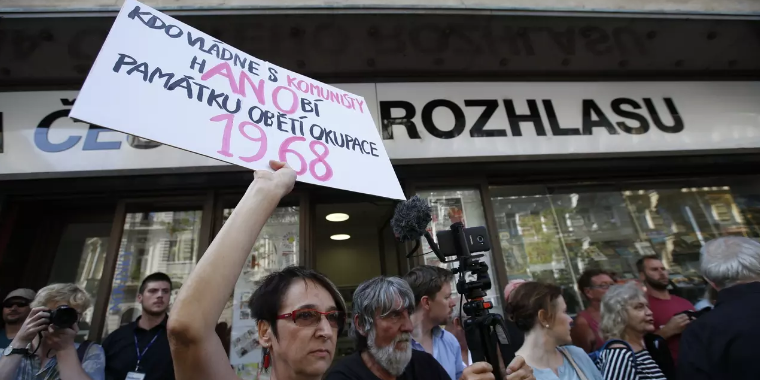 KDO VLÁDNE S KOMUNISTY
HANOBÍ
PAMÁTKU OBĚTÍ OKUPACE
1968
ROZHLASU